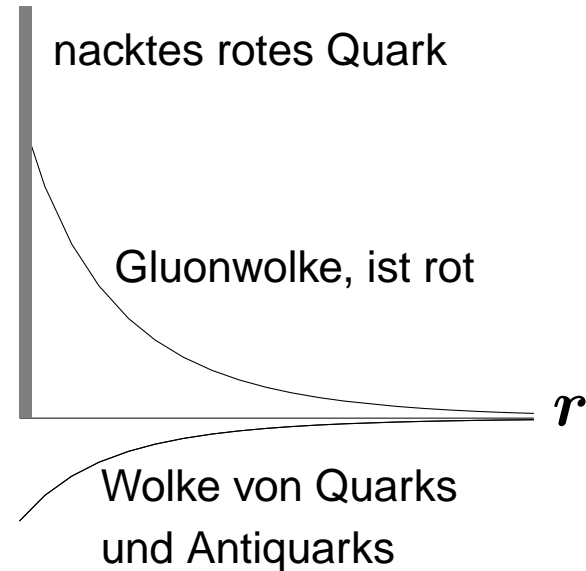 nacktes rotes Quark
Gluonwolke, ist rot
r
Wolke von Quarks
und Antiquarks